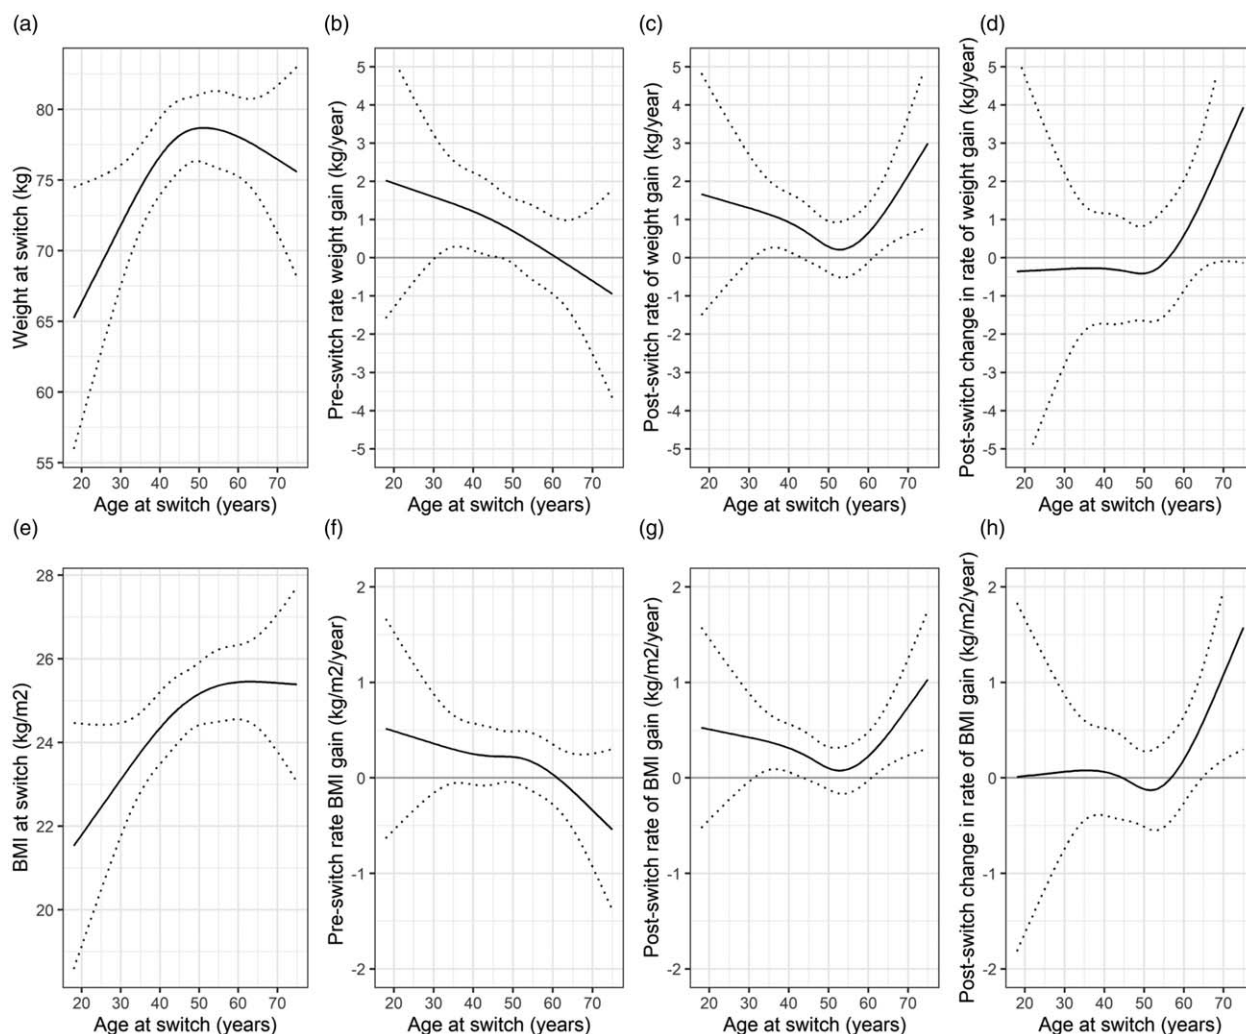 (a)
Weight at switch (kg)
80
75
70
65
60
55
20 30 40 50 60 70
Age at switch (years)
(b)
Pre-switch rate weight gain (kg/year)
5
4
3
2
1
0
-1
-2
-3
-4
-5
20 30 40 50 60 70
Age at switch (years)
(c)
Post-switch rate of weight gain (kg/year)
5
4
3
2
1
0
-1
-2
-3
-4
-5
20 30 40 50 60 70
Age at switch (years)
(d)
Post-switch change in rate of weight gain (kg/year)
5
4
3
2
1
0
-1
-2
-3
-4
-5
20 30 40 50 60 70
Age at switch (years)
(e)
BMI at switch (kg/m2)
28
26
24
22
20
20 30 40 50 60 70
Age at switch (years)
(f)
Pre-switch rate BMI gain (kg/m2/year)
2
1
0
-1
-2
20 30 40 50 60 70
Age at switch (years)
(g)
Post-switch rate of BMI gain (kg/m2/year)
2
1
0
-1
-2
20 30 40 50 60 70
Age at switch (years)
(h)
Post-switch change in rate of BMI gain (kg/m2/year)
2
1
0
-1
-2
20 30 40 50 60 70
Age at switch (years)